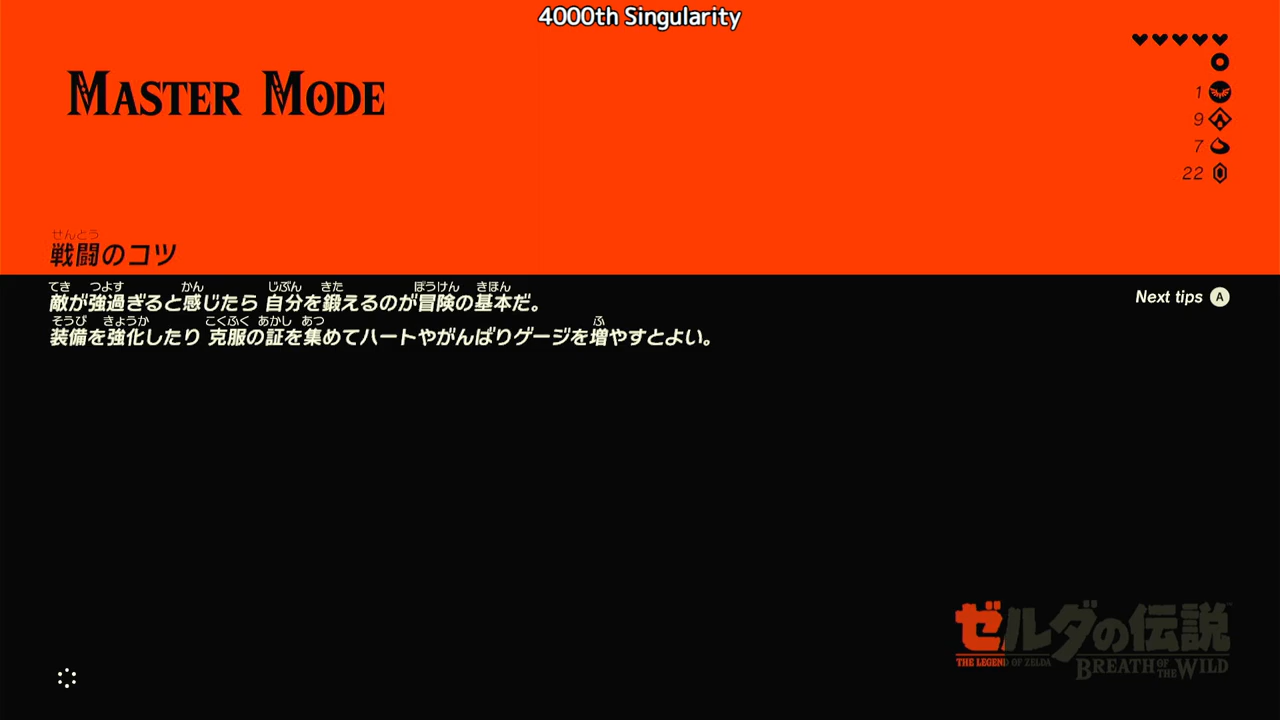 4000th Singularity
MASTER MODE
1
9
7
22
せんとう
戦闘のコツ
てき つよす かん じぶん きた ぼうけん きほん
敵が強過ぎると感じたら 自分を鍛えるのが冒険の基本だ。
そうび きょうか こくふく あかし あつ ふ
装備を強化したり 克服の証を集めてハートやがんばりゲージを増やすとよい。
Next tips A
ゼルダの伝説
THE LEGEND OF ZELDA
BREATH OF THE WILD